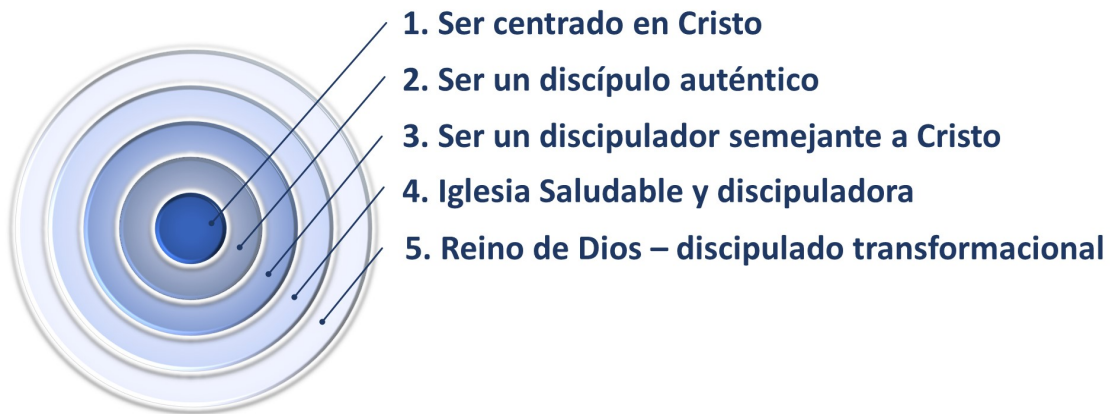 1. Ser centrado en Cristo
2. Ser un discípulo auténtico
3. Ser un discipulador semejante a Cristo
4. Iglesia Saludable y discipuladora
5. Reino de Dios – discipulado transformacional